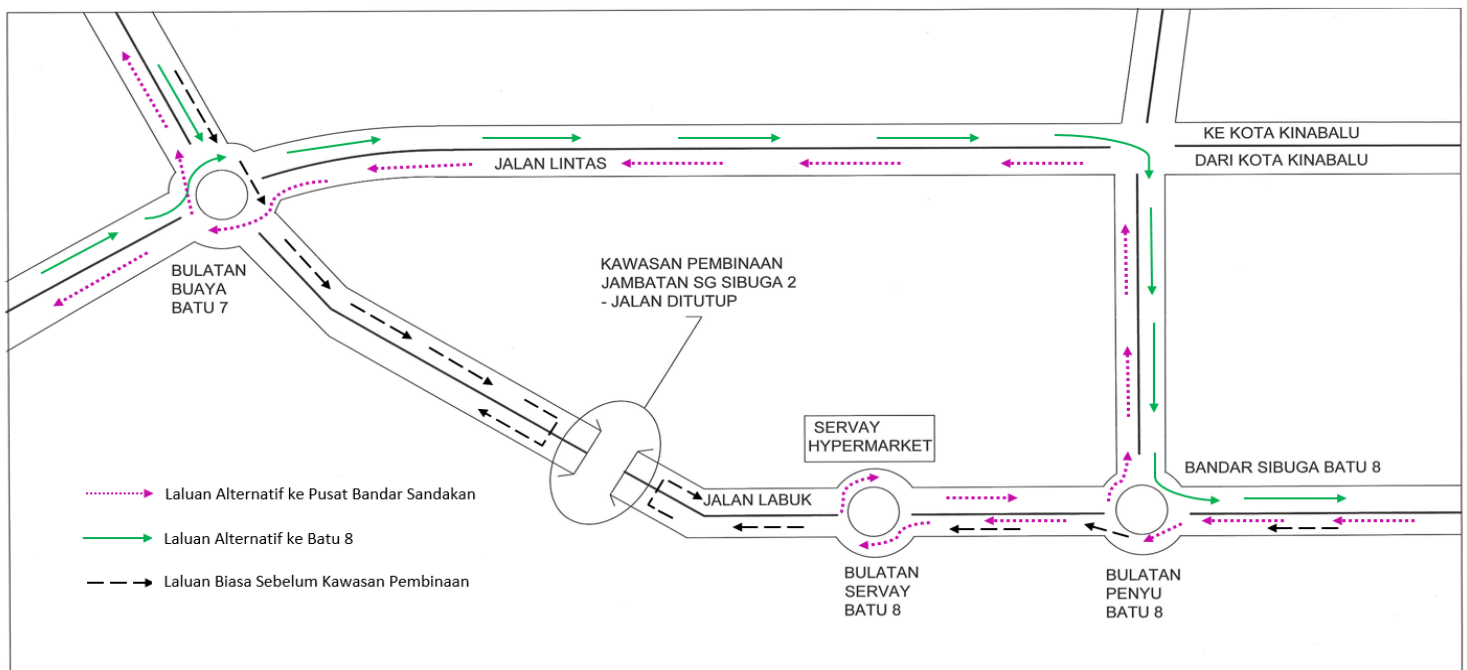 KE KOTA KINABALU
DARI KOTA KINABALU
JALAN LINTAS
BULATAN
BUAYA
BATU 7
KAWASAN PEMBINAAN
JAMBATAN SG SIBUGA 2
- JALAN DITUTUP
SERVAY
HYPERMARKET
BANDAR SIBUGA BATU 8
JALAN LABUK
Laluan Alternatif ke Pusat Bandar Sandakan
Laluan Alternatif ke Batu 8
Laluan Biasa Sebelum Kawasan Pembinaan
BULATAN
SERVAY
BATU 8
BULATAN
PENYU
BATU 8